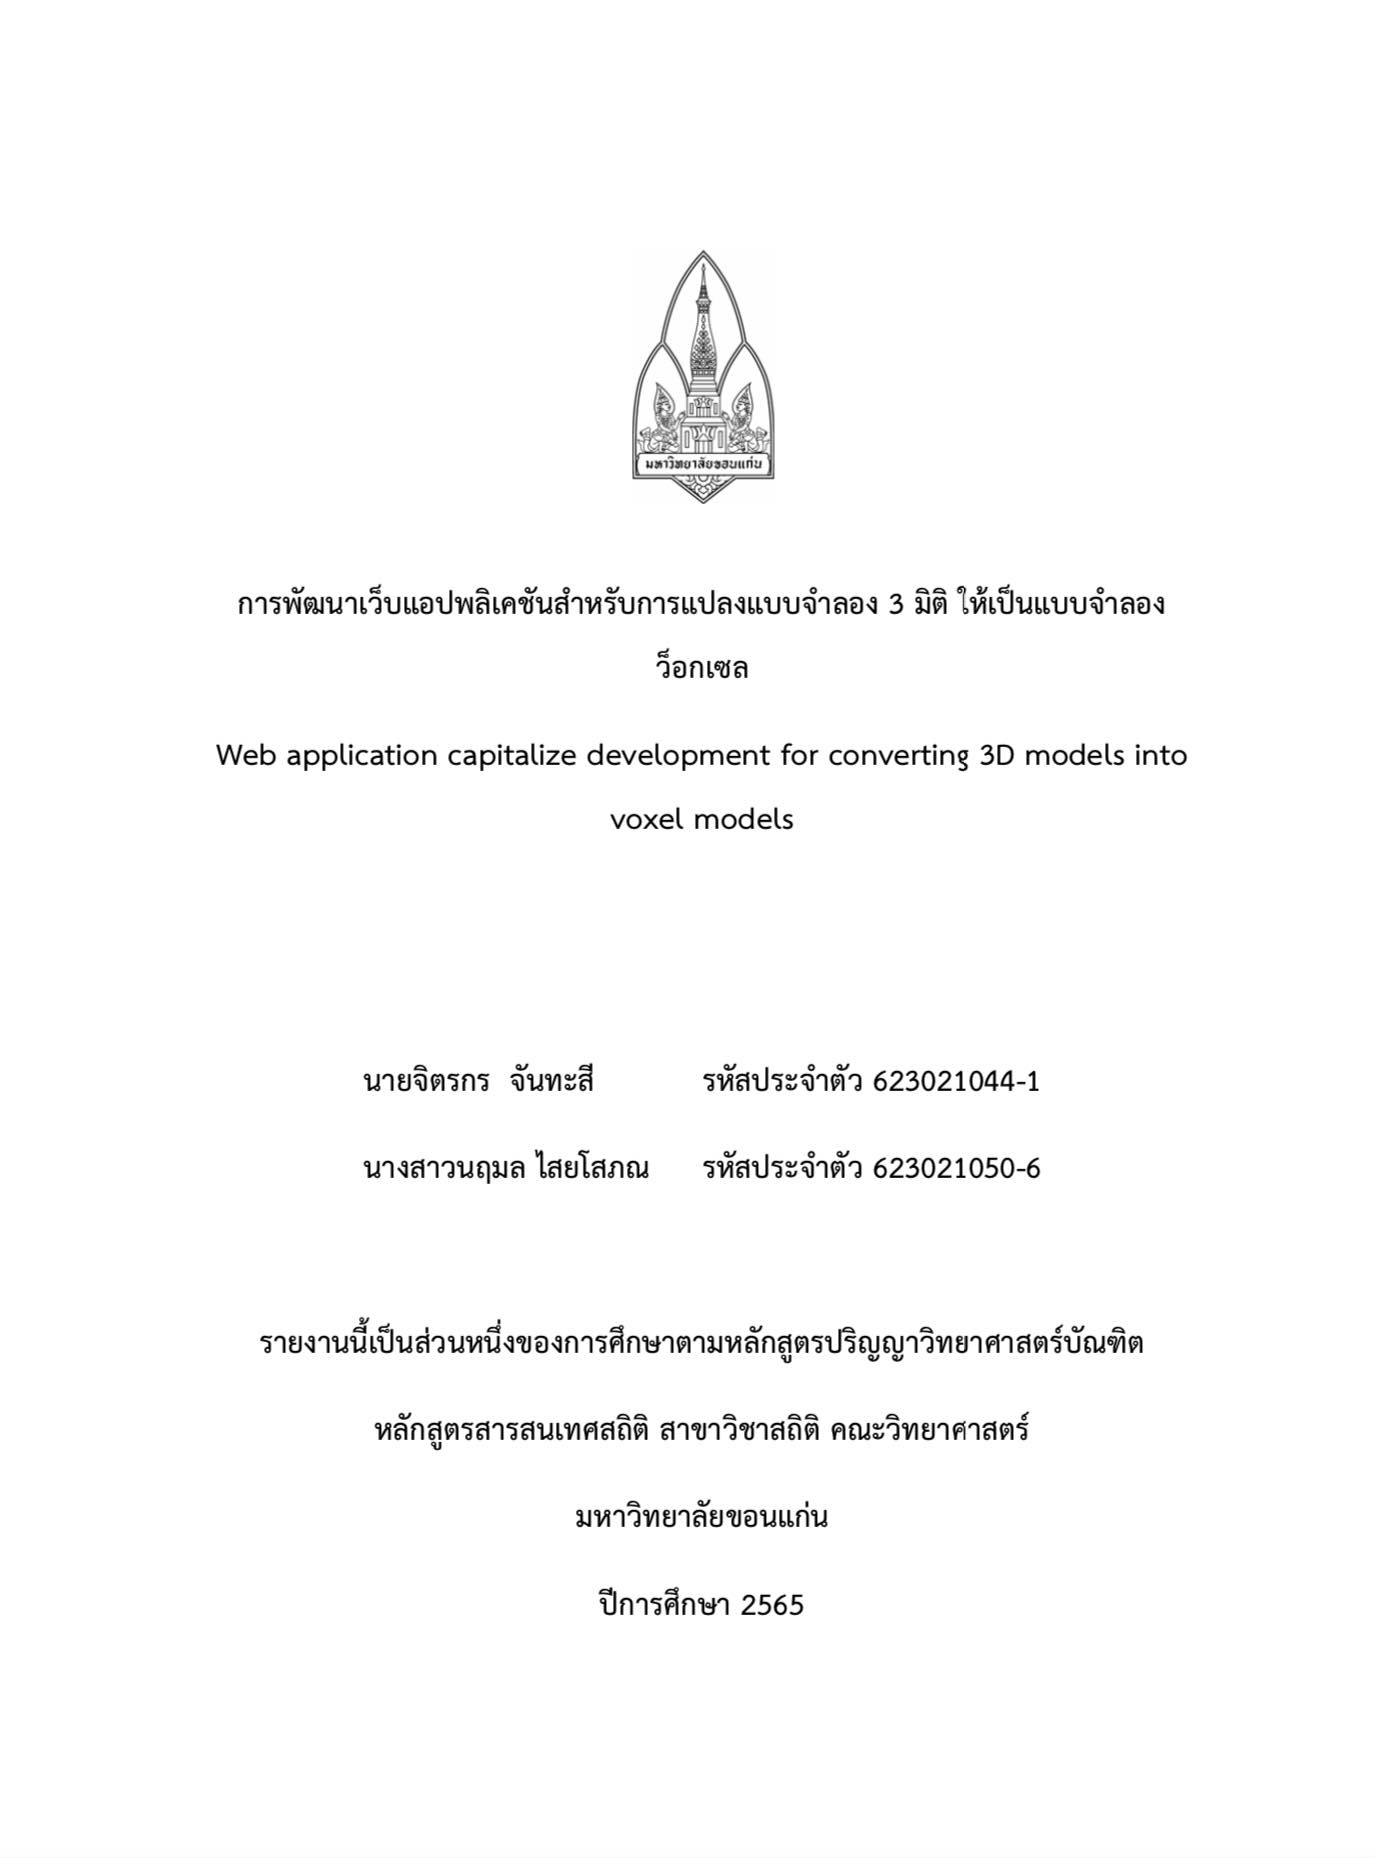 มหาวิทยาลัยขอนแก่น
การพัฒนาเว็บแอปพลิเคชันสำหรับการแปลงแบบจำลอง 3 มิติ ให้เป็นแบบจำลอง
ว็อกเซล
Web application capitalize development for converting 3D models into
voxel models
นายจิตรกร จันทะสี รหัสประจำตัว 623021044-1
นางสาวนฤมล ไสยโสภณ รหัสประจำตัว 623021050-6
รายงานนี้เป็นส่วนหนึ่งของการศึกษาตามหลักสูตรปริญญาวิทยาศาสตร์บัณฑิต
หลักสูตรสารสนเทศสถิติ สาขาวิชาสถิติ คณะวิทยาศาสตร์
มหาวิทยาลัยขอนแก่น
ปีการศึกษา 2565